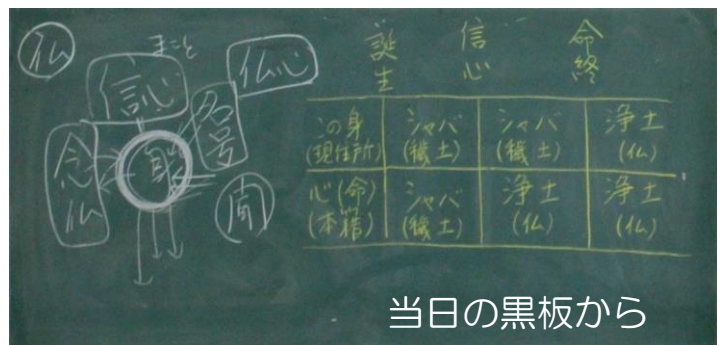 仏
まこと
信心
仏心
名号
念仏
聞
誕生
信心
命終
この身 シャバ シャバ 浄土
(現住所) (穢土) (穢土) (仏)
心(命) シャバ 浄土 浄土
(本籍) (穢土) (仏) (仏)
当日の黒板から